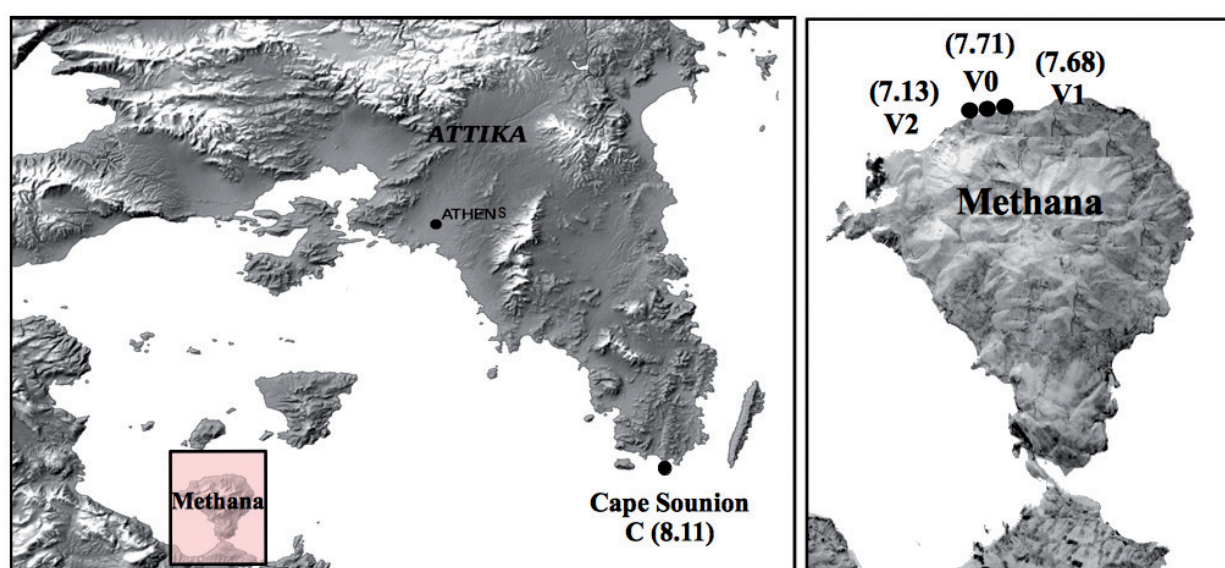 ATTIKA
ATHENS
Methana
Cape Sounion
C (8.11)
(7.71)
V0
(7.68)
V1
(7.13)
V2
Methana